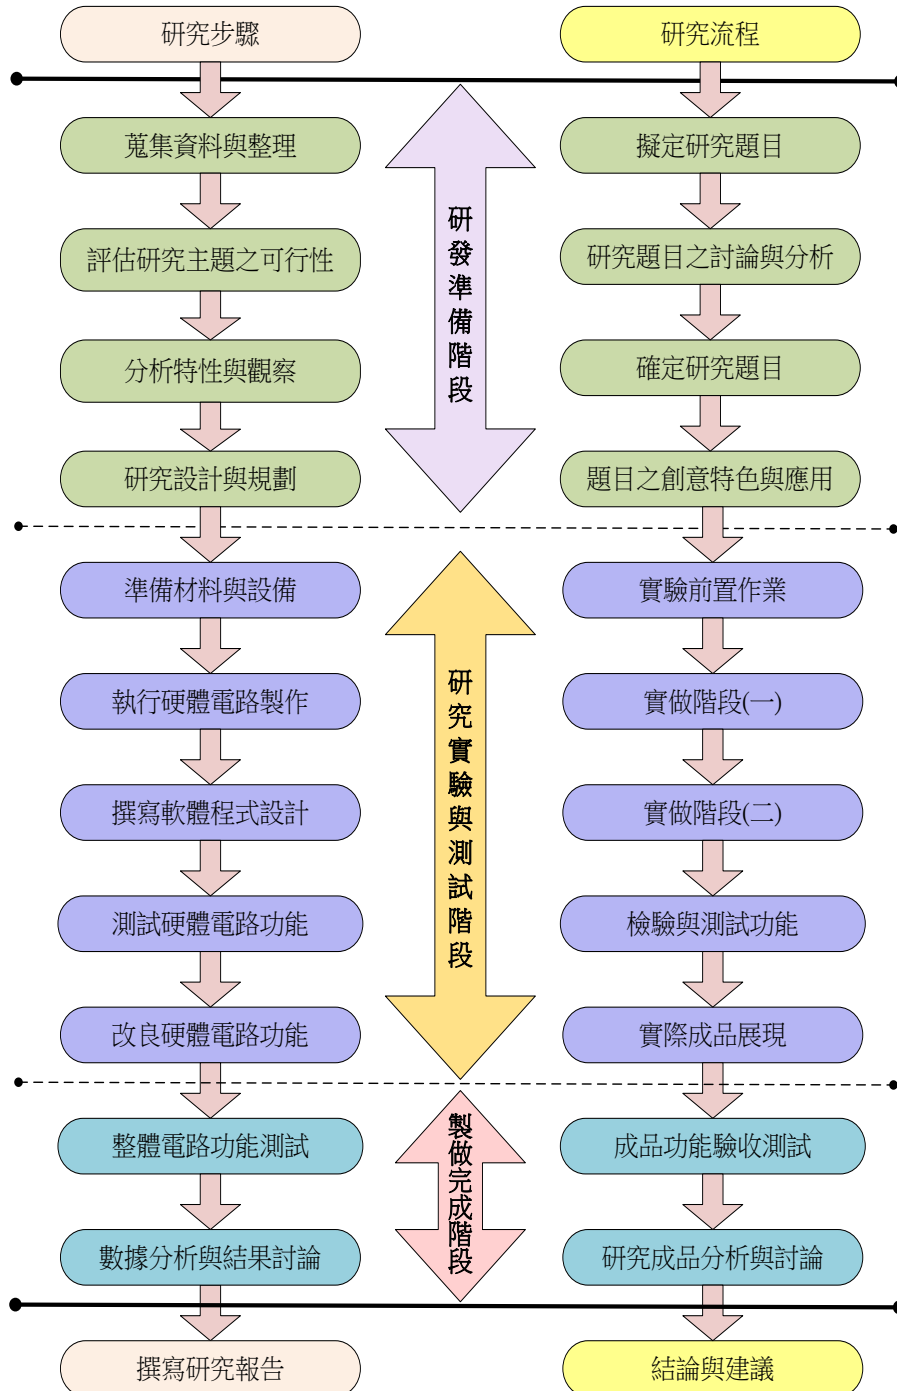 研究步驟
蒐集資料與整理
評估研究主題之可行性
分析特性與觀察
研究設計與規劃
準備材料與設備
執行硬體電路製作
撰寫軟體程式設計
測試硬體電路功能
改良硬體電路功能
整體電路功能測試
數據分析與結果討論
撰寫研究報告
研發準備階段
研究實驗與測試階段
製做完成階段
研究流程
擬定研究題目
研究題目之討論與分析
確定研究題目
題目之創意特色與應用
實驗前置作業
實做階段(一)
實做階段(二)
檢驗與測試功能
實際成品展現
成品功能驗收測試
研究成品分析與討論
結論與建議